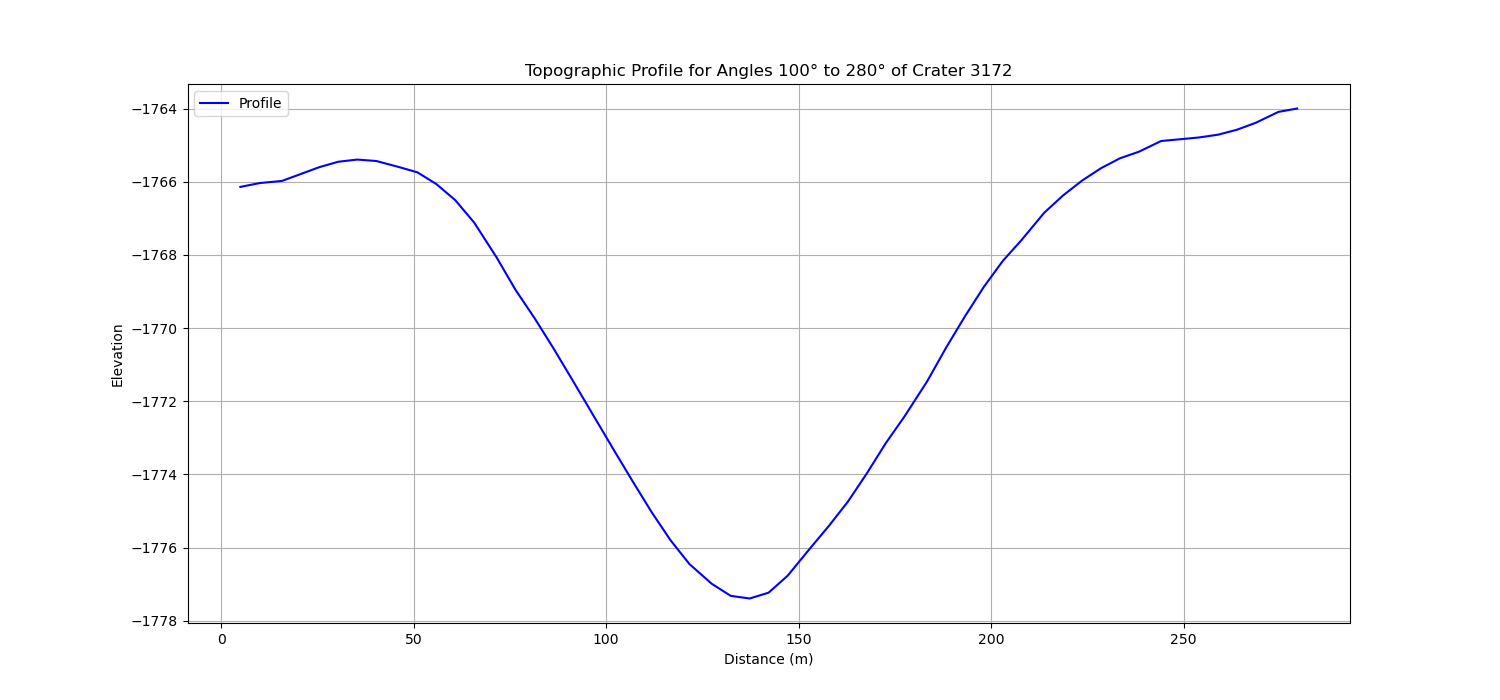 Topographic Profile for Angles 100° to 280° of Crater 3172
Profile
−1764
−1766
−1768
−1770
−1772
−1774
−1776
−1778
Elevation
0 50 100 150 200 250
Distance (m)